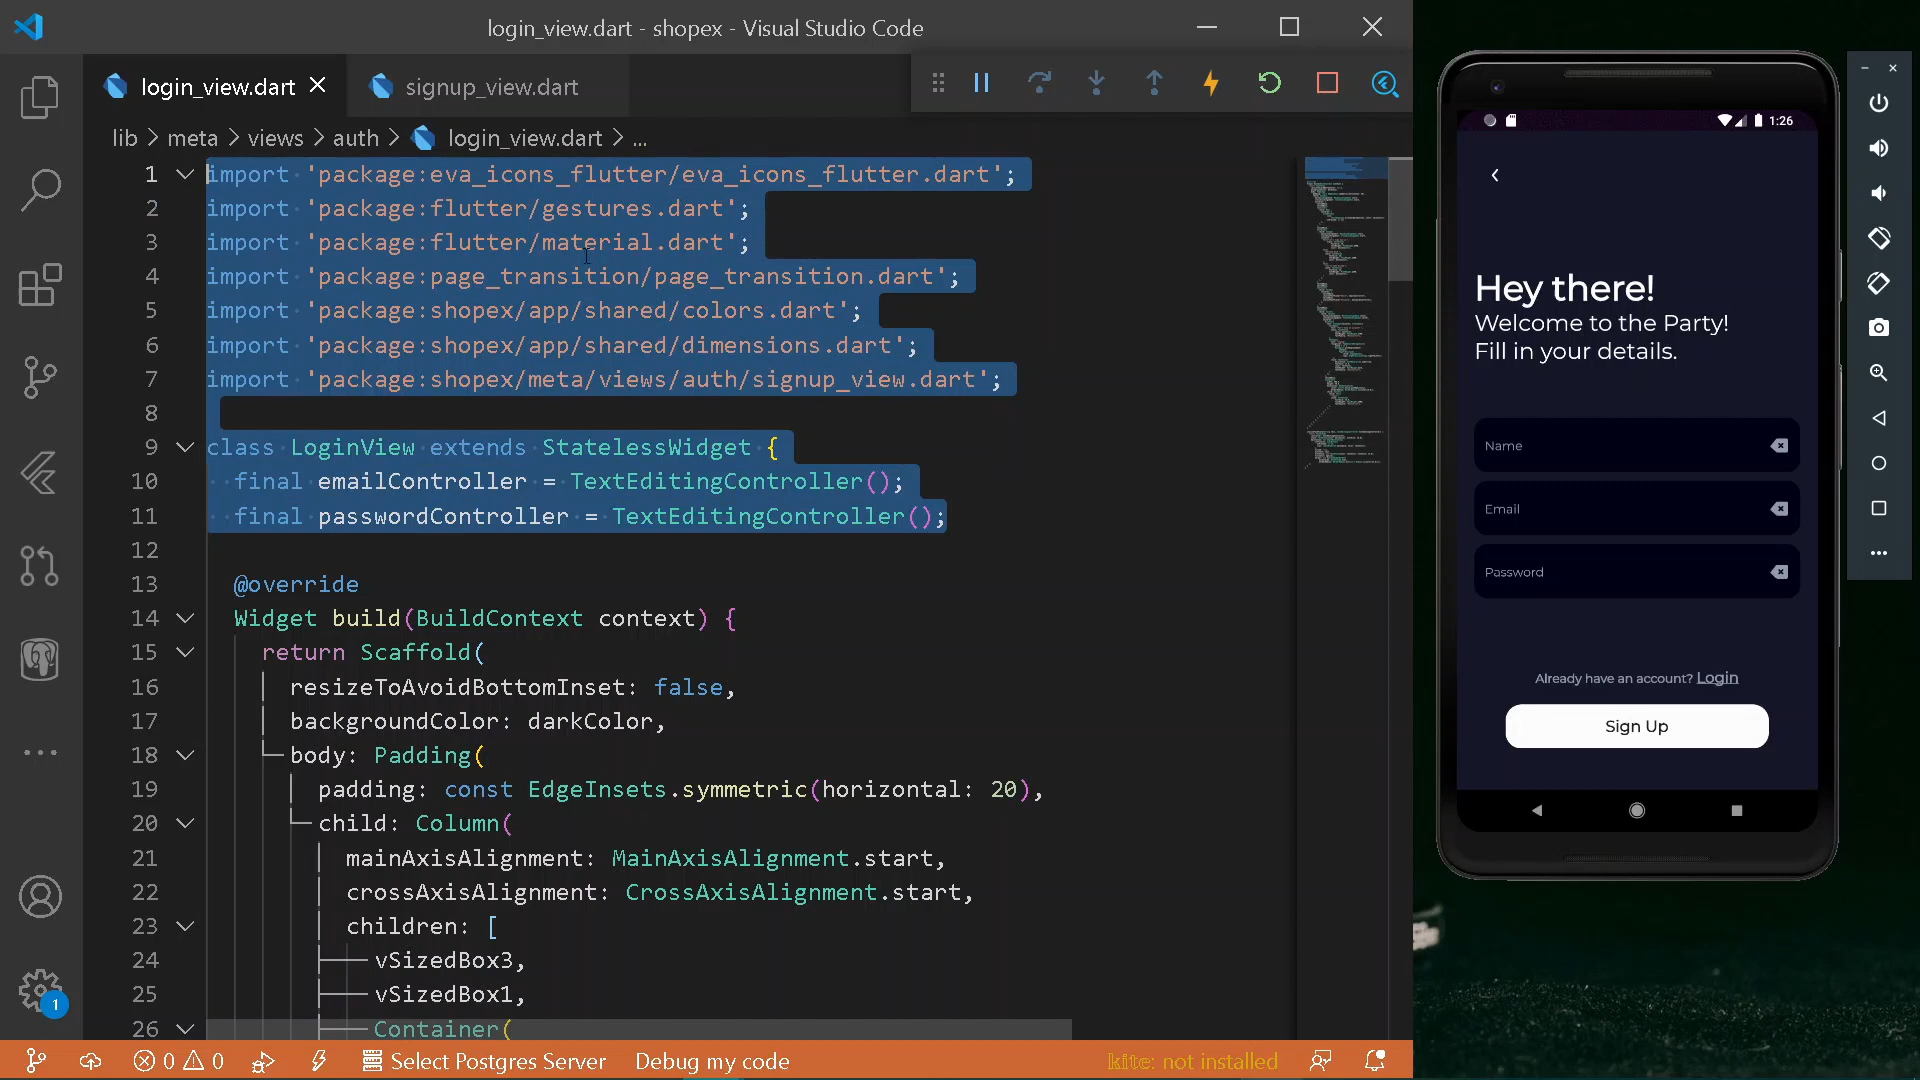 login_view.dart - shopex - Visual Studio Code
login_view.dart
signup_view.dart
lib > meta > views > auth > login_view.dart > ...
1 import 'package:eva_icons_flutter/eva_icons_flutter.dart';
2 import 'package:flutter/gestures.dart';
3 import 'package:flutter/material.dart';
4 import 'package:page_transition/page_transition.dart';
5 import 'package:shopex/app/shared/colors.dart';
6 import 'package:shopex/app/shared/dimensions.dart';
7 import 'package:shopex/meta/views/auth/signup_view.dart';
8
9 class LoginView extends StatelessWidget {
10 final emailController = TextEditingController();
11 final passwordController = TextEditingController();
12
13 @override
14 Widget build(BuildContext context) {
15 return Scaffold(
16 resizeToAvoidBottomInset: false,
17 backgroundColor: darkColor,
18 body: Padding(
19 padding: const EdgeInsets.symmetric(horizontal: 20),
20 child: Column(
21 mainAxisAlignment: MainAxisAlignment.start,
22 crossAxisAlignment: CrossAxisAlignment.start,
23 children: [
24 vSizedBox3,
25 vSizedBox1,
26 Container(
1
0 0
Select Postgres Server
Debug my code
kite: not installed
1:26
Hey there!
Welcome to the Party!
Fill in your details.
Name
Email
Password
Already have an account? Login
Sign Up